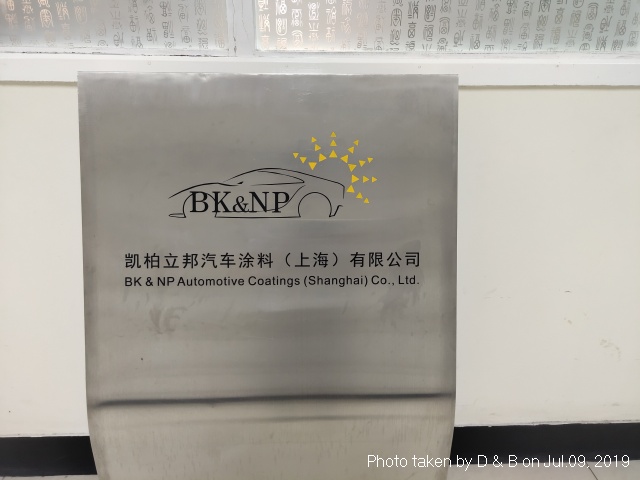 BK&NP
凯柏立邦汽车涂料（上海）有限公司
BK & NP Automotive Coatings (Shanghai) Co., Ltd.
Photo taken by D & B on Jul.09, 2019